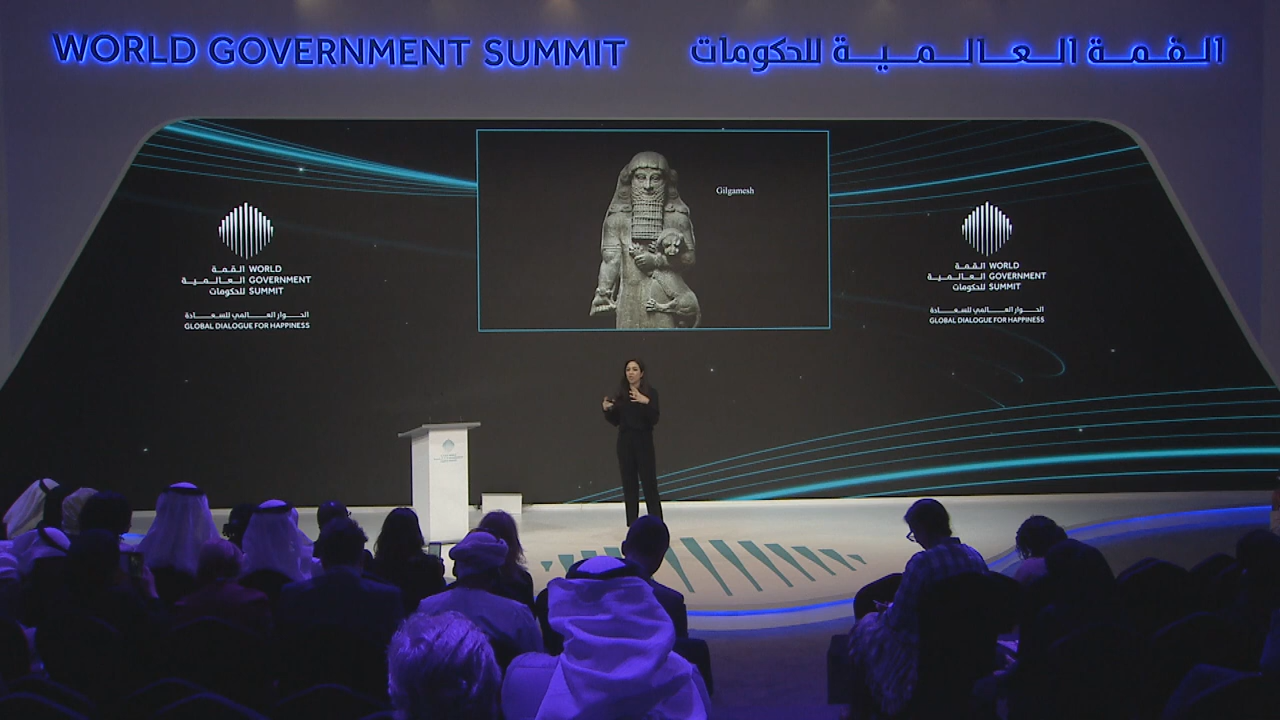 WORLD GOVERNMENT SUMMIT
القمة العالمية للحكومات
Gilgamesh
القمة WORLD
العالمية GOVERNMENT
للحكومات SUMMIT
الحوار العالمي للسعادة
GLOBAL DIALOGUE FOR HAPPINESS
القمة WORLD
العالمية GOVERNMENT
للحكومات SUMMIT
الحوار العالمي للسعادة
GLOBAL DIALOGUE FOR HAPPINESS